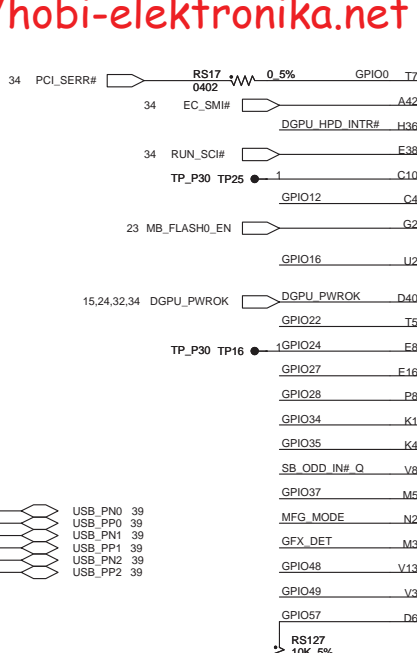 /hobi-elektronika.net
34 PCI_SERR# RS17 0_5% GPIO0 T7
0402
34 EC_SMI# A42
DGPU_HPD_INTR# H36
34 RUN_SCI# E38
TP_P30 TP25 1 C10
GPIO12 C4
23 MB_FLASH0_EN G2
GPIO16 U2
15,24,32,34 DGPU_PWROK DGPU_PWROK D40
GPIO22 T5
TP_P30 TP16 1 GPIO24 E8
GPIO27 E16
GPIO28 P8
GPIO34 K1
GPIO35 K4
SB_ODD_IN#_Q V8
GPIO37 M5
MFG_MODE N2
GFX_DET M3
GPIO48 V13
GPIO49 V3
GPIO57 D6
USB_PN0 39
USB_PP0 39
USB_PN1 39
USB_PP1 39
USB_PN2 39
USB_PP2 39
RS127
10K_5%